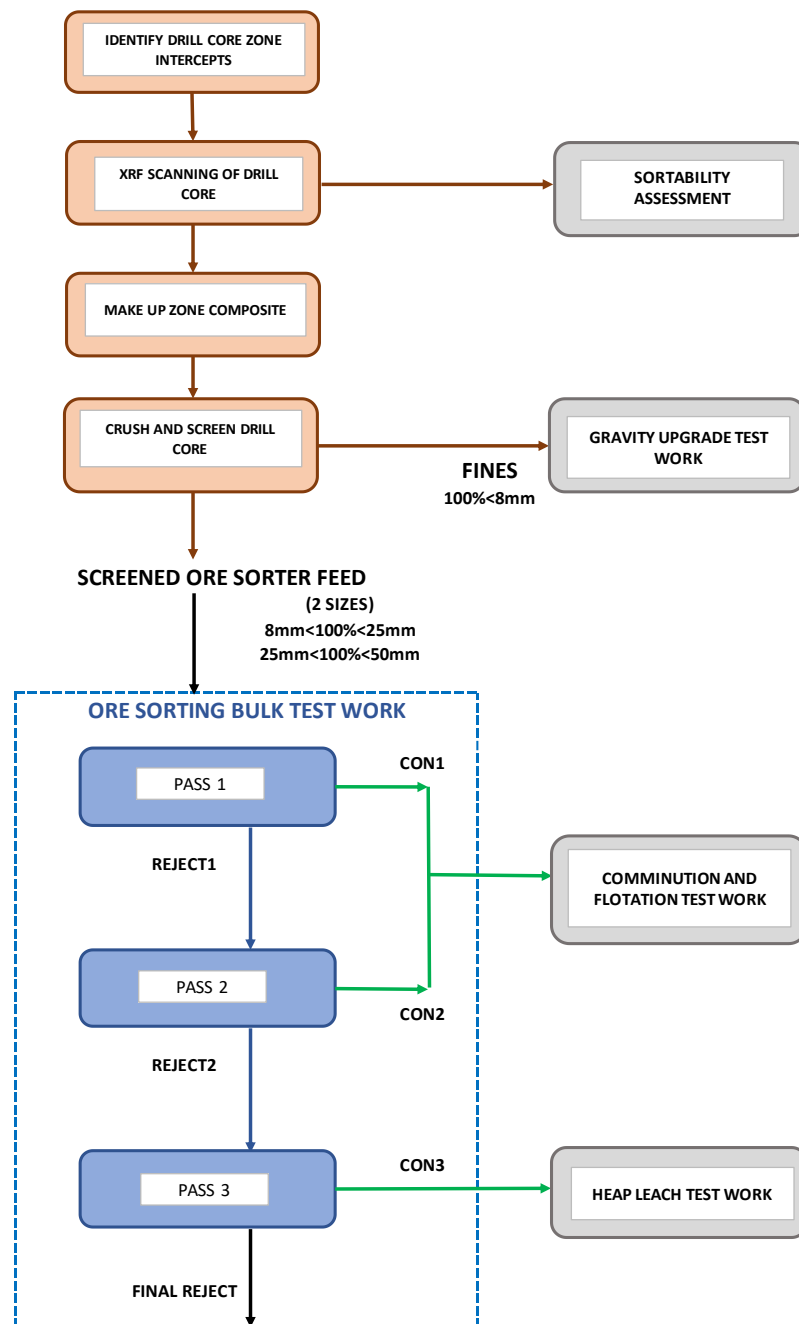 IDENTIFY DRILL CORE ZONE
INTERCEPTS
XRF SCANNING OF DRILL
CORE
SORTABILITY
ASSESSMENT
MAKE UP ZONE COMPOSITE
CRUSH AND SCREEN DRILL
CORE
GRAVITY UPGRADE TEST
WORK
FINES
100%<8mm
SCREENED ORE SORTER FEED
(2 SIZES)
8mm<100%<25mm
25mm<100%<50mm
ORE SORTING BULK TEST WORK
PASS 1
CON1
REJECT1
COMMINUTION AND
FLOTATION TEST WORK
PASS 2
CON2
REJECT2
PASS 3
CON3
HEAP LEACH TEST WORK
FINAL REJECT